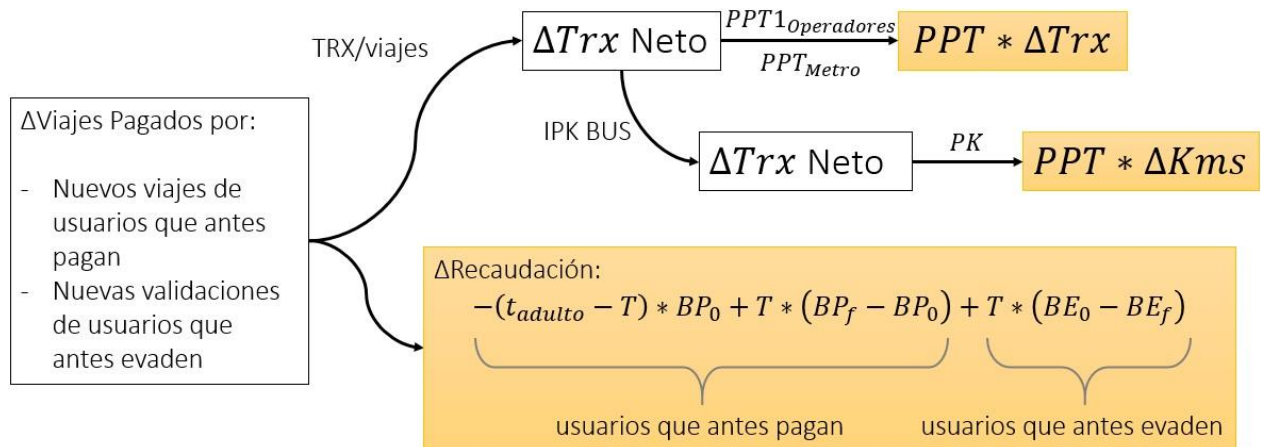 ΔViajes Pagados por:
- Nuevos viajes de
usuarios que antes
pagan
- Nuevas validaciones
de usuarios que
antes evaden
TRX/viajes
ΔTrx Neto
PPT1_Operadores
PPT_Metro
PPT * ΔTrx
IPK BUS
ΔTrx Neto
PK
PPT * ΔKms
ΔRecaudación:
−(t_adulto − T) * BP_0 + T * (BP_f − BP_0) + T * (BE_0 − BE_f)
usuarios que antes pagan
usuarios que antes evaden